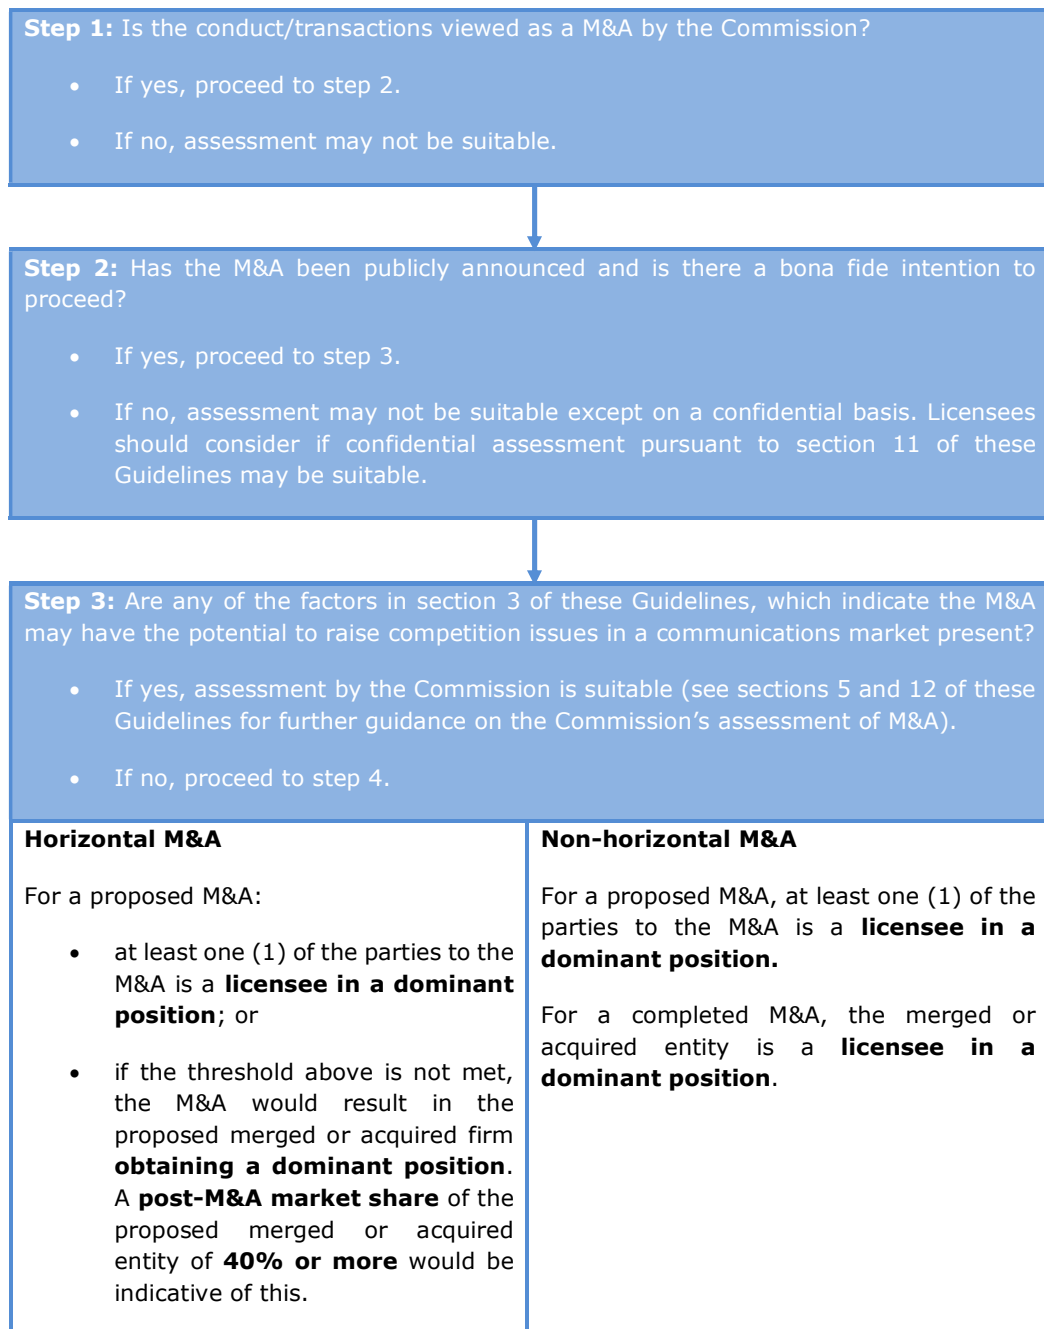 Step 1: Is the conduct/transactions viewed as a M&A by the Commission?
• If yes, proceed to step 2.
• If no, assessment may not be suitable.
Step 2: Has the M&A been publicly announced and is there a bona fide intention to
proceed?
• If yes, proceed to step 3.
• If no, assessment may not be suitable except on a confidential basis. Licensees
should consider if confidential assessment pursuant to section 11 of these
Guidelines may be suitable.
Step 3: Are any of the factors in section 3 of these Guidelines, which indicate the M&A
may have the potential to raise competition issues in a communications market present?
• If yes, assessment by the Commission is suitable (see sections 5 and 12 of these
Guidelines for further guidance on the Commission’s assessment of M&A).
• If no, proceed to step 4.
Horizontal M&A
For a proposed M&A:
• at least one (1) of the parties to the
M&A is a licensee in a dominant
position; or
• if the threshold above is not met,
the M&A would result in the
proposed merged or acquired firm
obtaining a dominant position.
A post-M&A market share of the
proposed merged or acquired
entity of 40% or more would be
indicative of this.
Non-horizontal M&A
For a proposed M&A, at least one (1) of the
parties to the M&A is a licensee in a
dominant position.
For a completed M&A, the merged or
acquired entity is a licensee in a
dominant position.